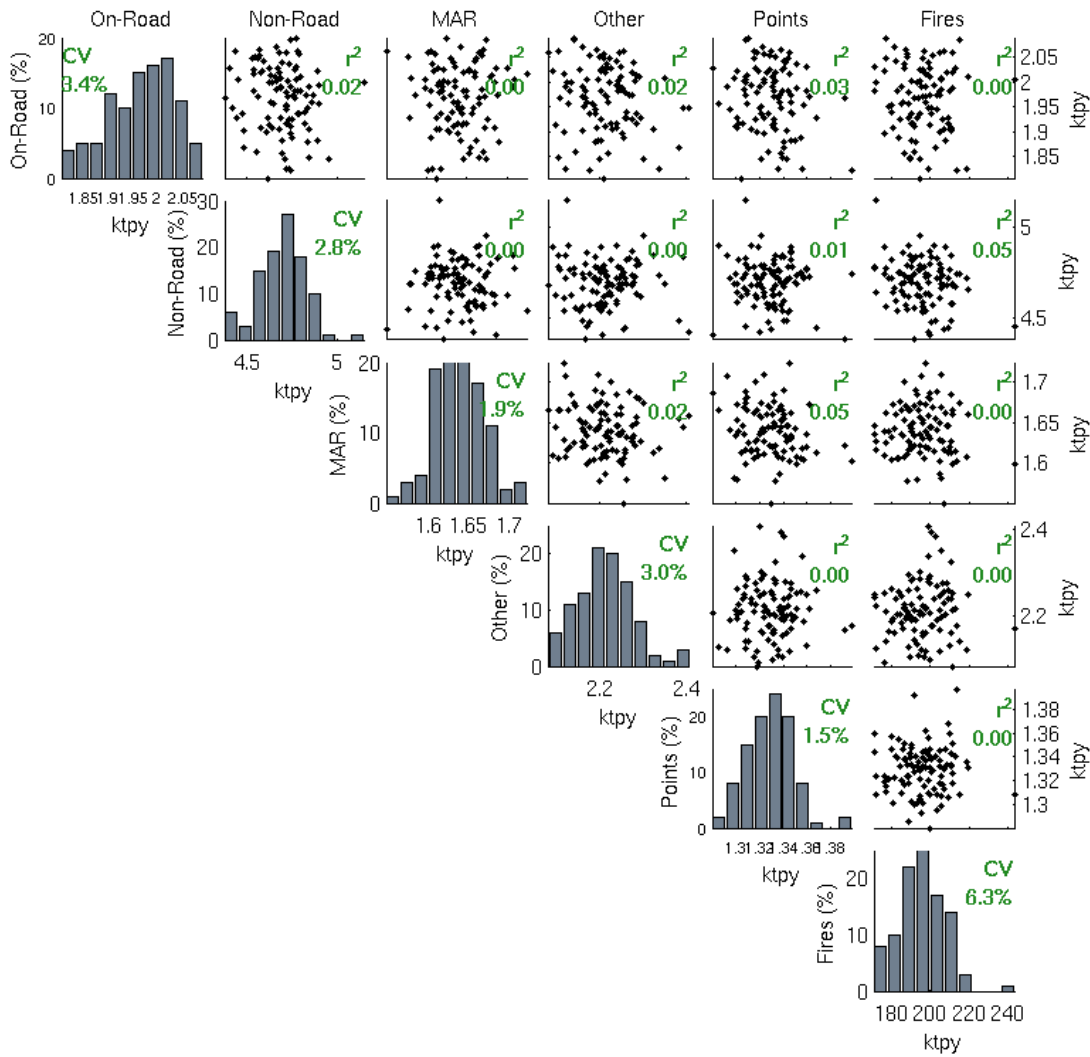 On-Road Non-Road MAR Other Points Fires
On-Road (%)
20
10
0
CV
3.4%
1.85 1.9 1.95 2 2.05
ktpy
r²
0.02
r²
0.00
r²
0.02
r²
0.03
r²
0.00
2.05
2
1.95
1.9
1.85
ktpy
Non-Road (%)
30
20
10
0
CV
2.8%
4.5 5
ktpy
r²
0.00
r²
0.00
r²
0.01
r²
0.05
5
4.5
ktpy
MAR (%)
20
10
0
CV
1.9%
1.6 1.65 1.7
ktpy
r²
0.02
r²
0.05
r²
0.00
1.7
1.65
1.6
ktpy
Other (%)
20
10
0
CV
3.0%
2.2 2.4
ktpy
r²
0.00
r²
0.00
2.4
2.2
ktpy
Points (%)
20
10
0
CV
1.5%
1.38
ktpy
r²
0.00
1.38
1.36
1.34
1.32
1.3
ktpy
Fires (%)
20
10
0
CV
6.3%
180 200 220 240
ktpy